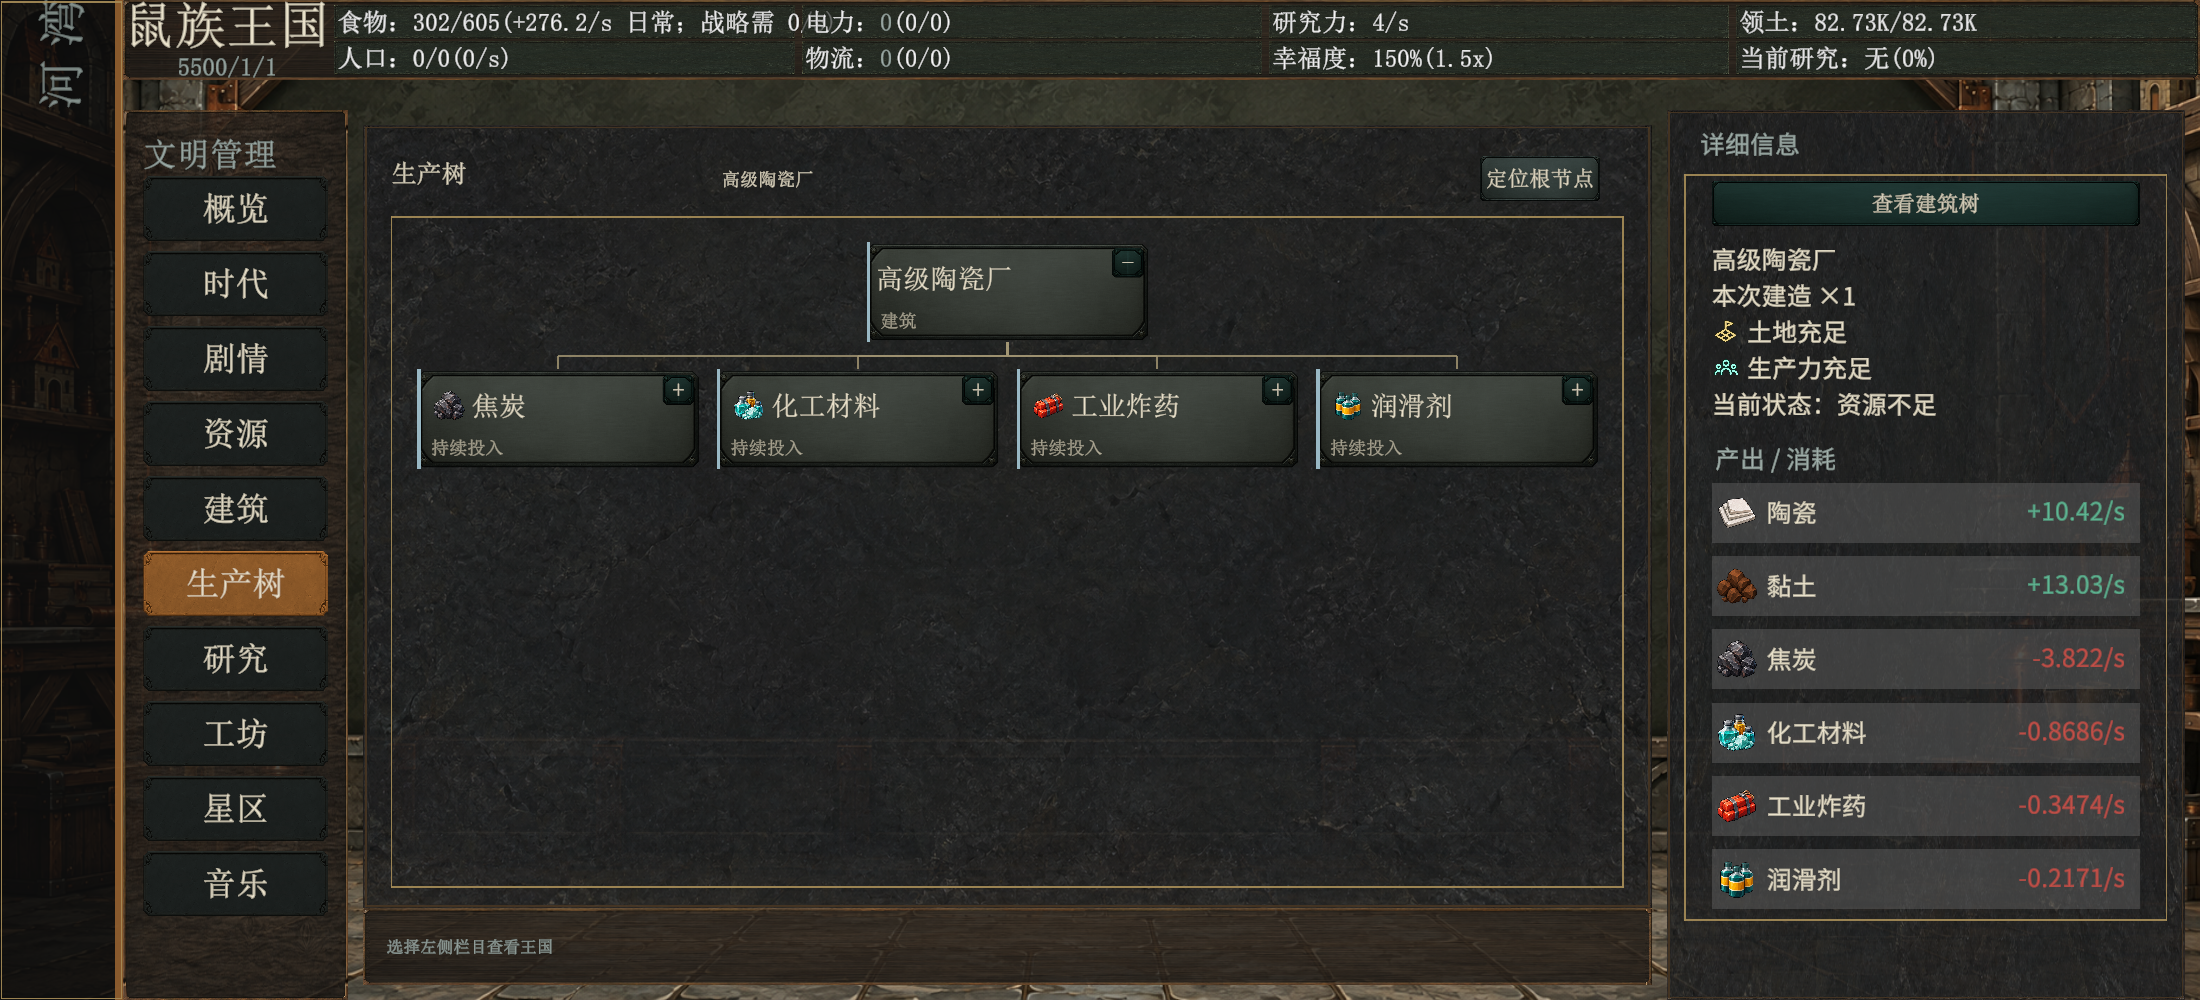 河湾
鼠族王国
5500/1/1
食物: 302/605(+276.2/s 日常; 战略需 0/
人口: 0/0(0/s)
电力: 0(0/0)
物流: 0(0/0)
研究力: 4/s
幸福度: 150%(1.5x)
领土: 82.73K/82.73K
当前研究: 无(0%)
文明管理
概览
时代
剧情
资源
建筑
生产树
研究
工坊
星区
音乐
生产树
高级陶瓷厂
定位根节点
高级陶瓷厂
−
建筑
焦炭
+
持续投入
化工材料
+
持续投入
工业炸药
+
持续投入
润滑剂
+
持续投入
选择左侧栏目查看王国
详细信息
查看建筑树
高级陶瓷厂
本次建造 ×1
土地充足
生产力充足
当前状态: 资源不足
产出 / 消耗
陶瓷 +10.42/s
黏土 +13.03/s
焦炭 -3.822/s
化工材料 -0.8686/s
工业炸药 -0.3474/s
润滑剂 -0.2171/s